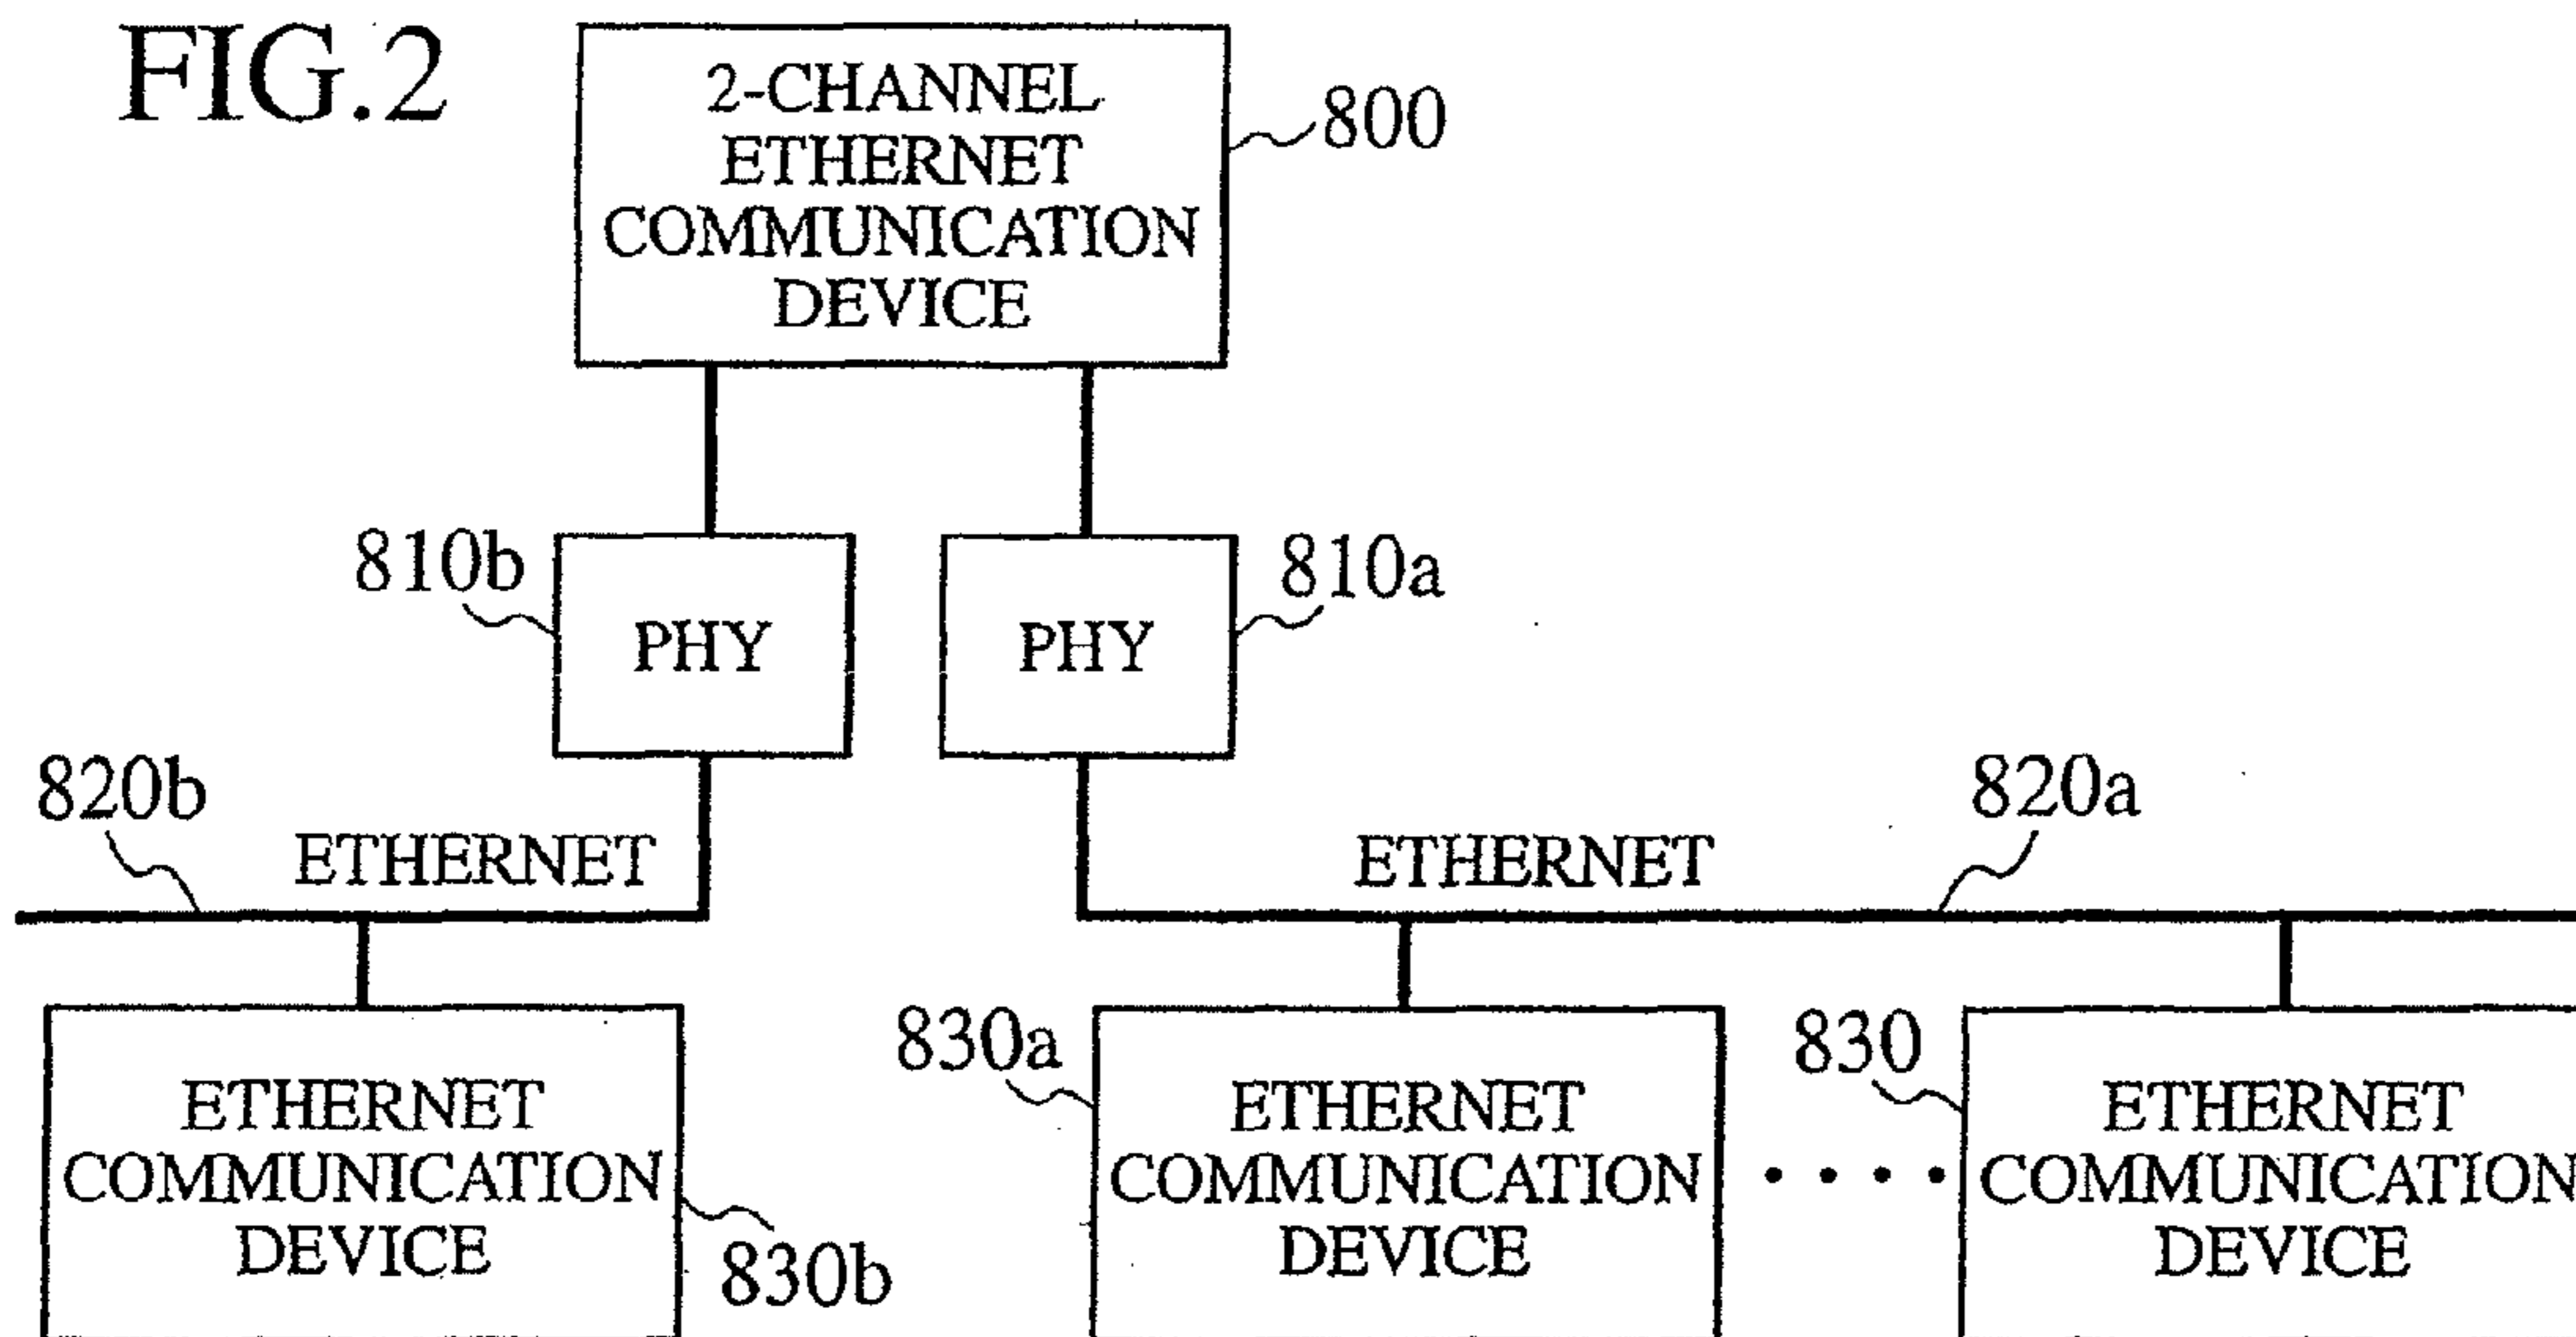 FIG.2
2-CHANNEL
ETHERNET
COMMUNICATION
DEVICE
800
810b
PHY
PHY
810a
820b
ETHERNET
ETHERNET
820a
ETHERNET
COMMUNICATION
DEVICE
830b
830a
ETHERNET
COMMUNICATION
DEVICE
830
ETHERNET
COMMUNICATION
DEVICE